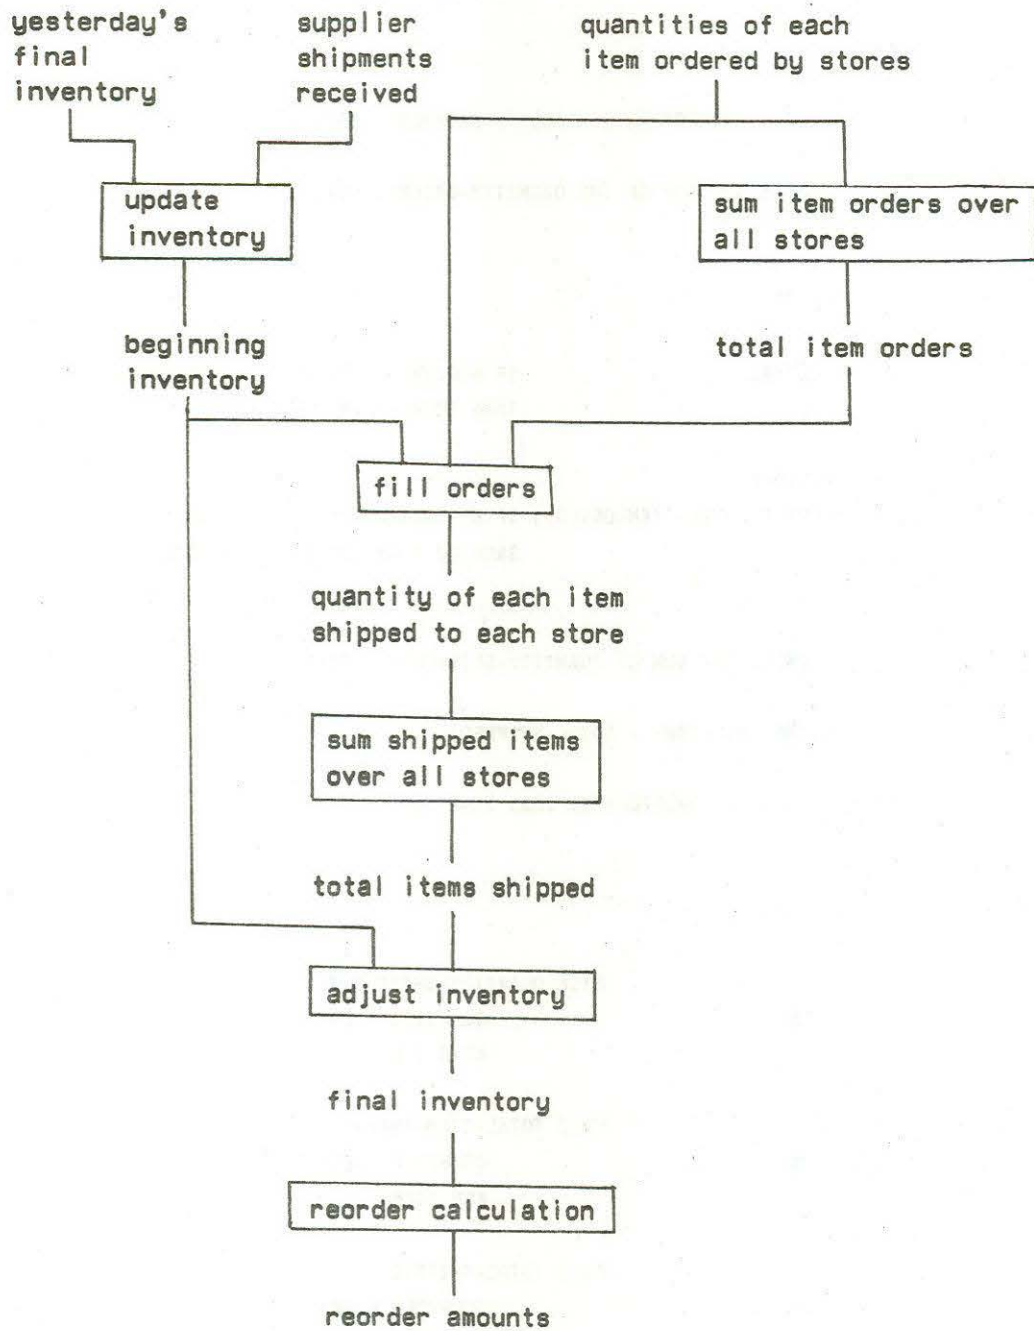 yesterday's
final
inventory
supplier
shipments
received
quantities of each
item ordered by stores
update
inventory
sum item orders over
all stores
beginning
inventory
total item orders
fill orders
quantity of each item
shipped to each store
sum shipped items
over all stores
total items shipped
adjust inventory
final inventory
reorder calculation
reorder amounts